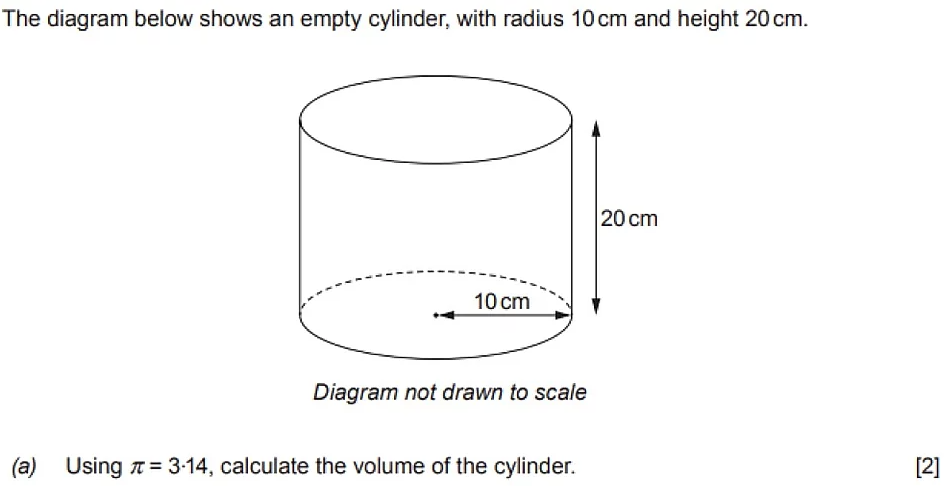 The diagram below shows an empty cylinder, with radius 10 cm and height 20 cm.
20 cm
10 cm
Diagram not drawn to scale
(a) Using π = 3·14, calculate the volume of the cylinder. [2]